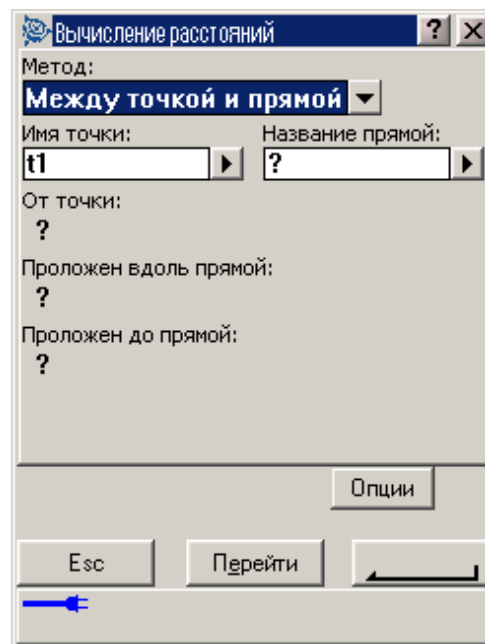 Вычисление расстояний ? ×
Метод:
Между точкой и прямой
Имя точки: Название прямой:
t1 ?
От точки:
?
Проложен вдоль прямой:
?
Проложен до прямой:
?
Опции
Esc Перейти